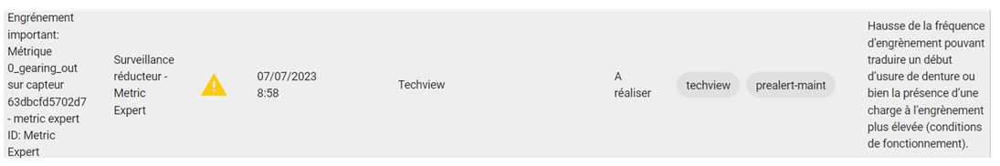 Engrénement
important:
Métrique
0_gearing_out
sur capteur
63dbcfd5702d7
- metric expert
ID: Metric
Expert
Surveillance
réducteur -
Metric
Expert
07/07/2023
8:58
Techview
A
réaliser
techview
prealert-maint
Hausse de la fréquence
d'engrènement pouvant
traduire un début
d'usure de denture ou
bien la présence d'une
charge à l'engrènement
plus élevée (conditions
de fonctionnement).